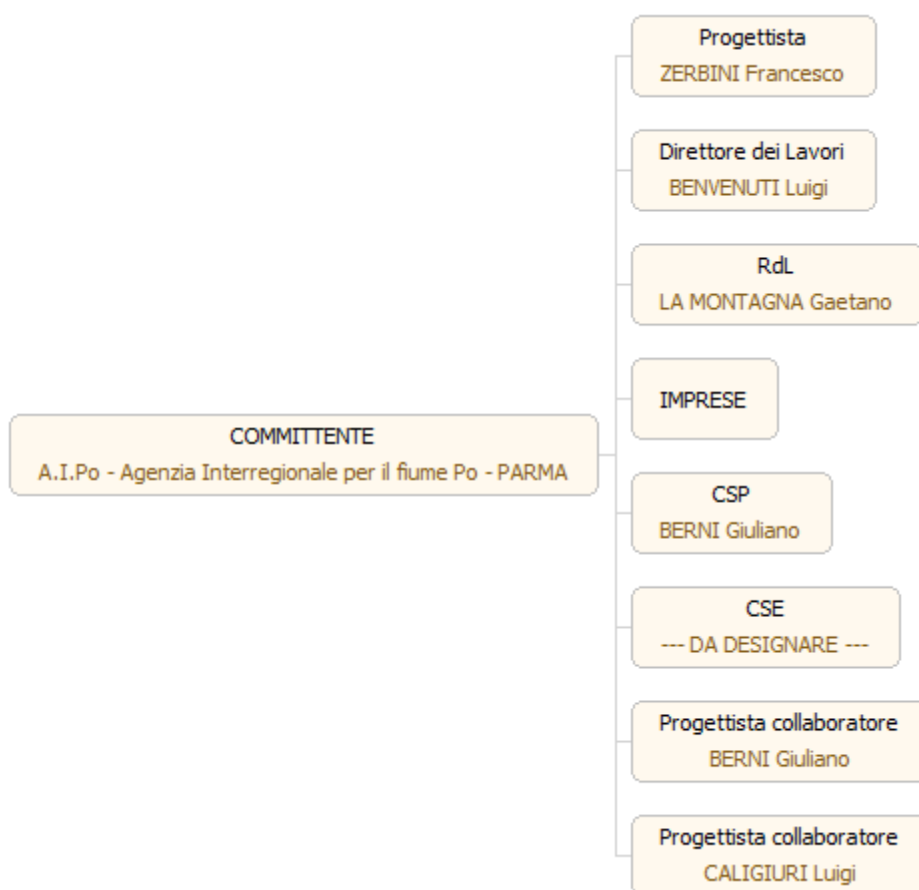 Progettista
ZERBINI Francesco
Direttore dei Lavori
BENVENUTI Luigi
RdL
LA MONTAGNA Gaetano
IMPRESE
COMMITTENTE
A.I.Po - Agenzia Interregionale per il fiume Po - PARMA
CSP
BERNI Giuliano
CSE
--- DA DESIGNARE ---
Progettista collaboratore
BERNI Giuliano
Progettista collaboratore
CALIGIURI Luigi